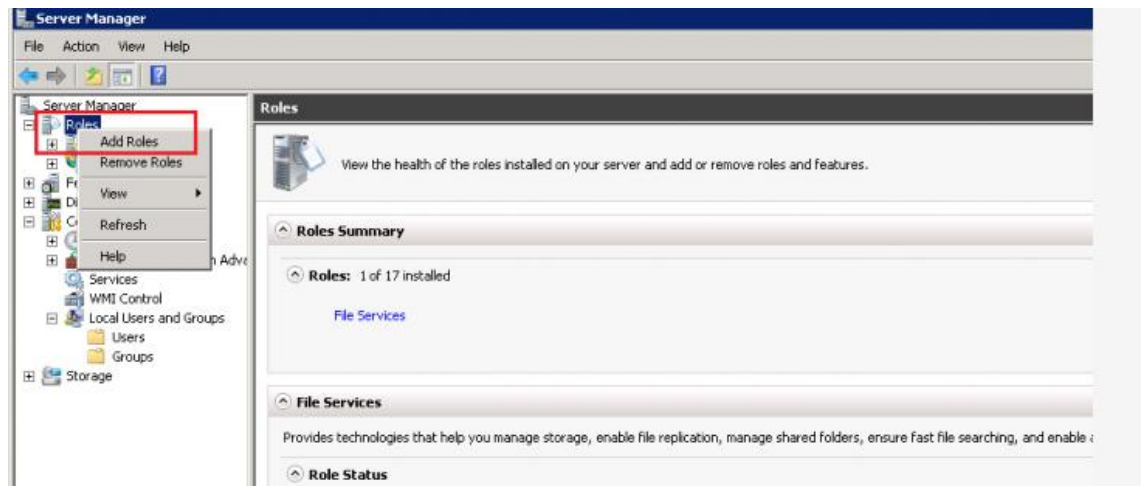 Server Manager
File Action View Help
Server Manager
Roles
Add Roles
Remove Roles
View
Refresh
Help
Services
WMI Control
Local Users and Groups
Users
Groups
Storage
Roles
View the health of the roles installed on your server and add or remove roles and features.
Roles Summary
Roles: 1 of 17 installed
File Services
File Services
Provides technologies that help you manage storage, enable file replication, manage shared folders, ensure fast file searching, and enable
Role Status